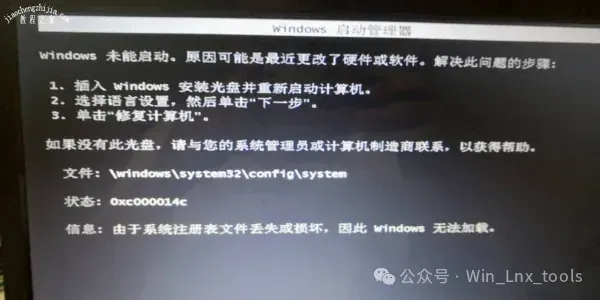 jiaochengzhijia.com
教程之家
Windows 启动管理器
Windows 未能启动。原因可能是最近更改了硬件或软件。解决此问题的步骤：
1. 插入 Windows 安装光盘并重新启动计算机。
2. 选择语言设置，然后单击“下一步”。
3. 单击“修复计算机”。
如果没有此光盘，请与您的系统管理员或计算机制造商联系，以获得帮助。
文件: \windows\system32\config\system
状态: 0xc000014c
信息: 由于系统注册表文件丢失或损坏，因此 Windows 无法加载。
公众号 · Win_Lnx_tools